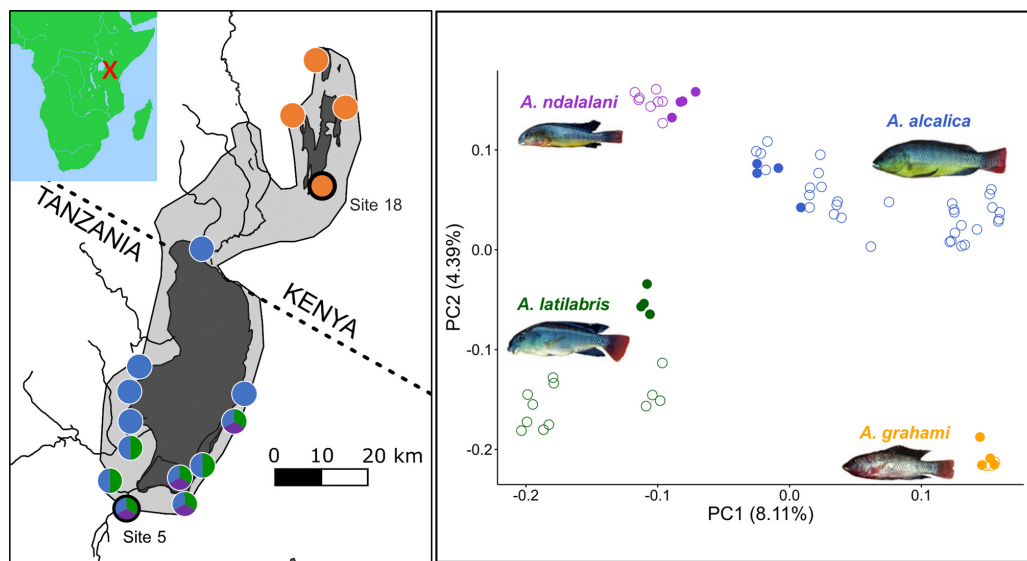 X
TANZANIA
KENYA
Site 18
0 10 20 km
Site 5
A. ndalalani
A. alcalica
A. latilabris
A. grahami
PC2 (4.39%)
0.1
0.0
-0.1
-0.2
-0.2 -0.1 0.0 0.1
PC1 (8.11%)